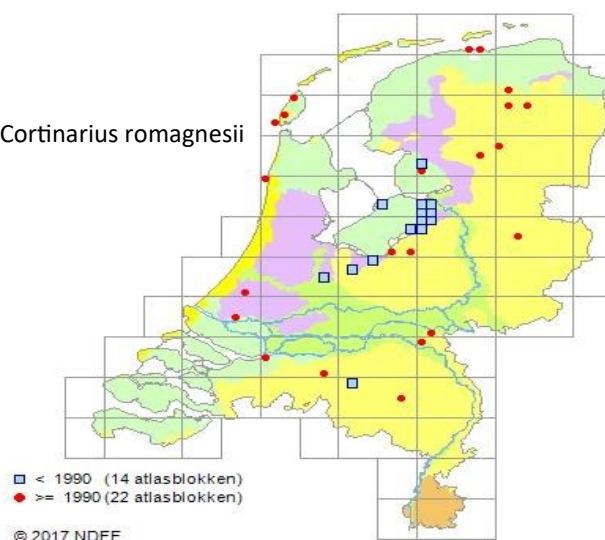 Cortinarius romagnesii
< 1990 (14 atlasblokken)
>= 1990 (22 atlasblokken)
© 2017 NDFF